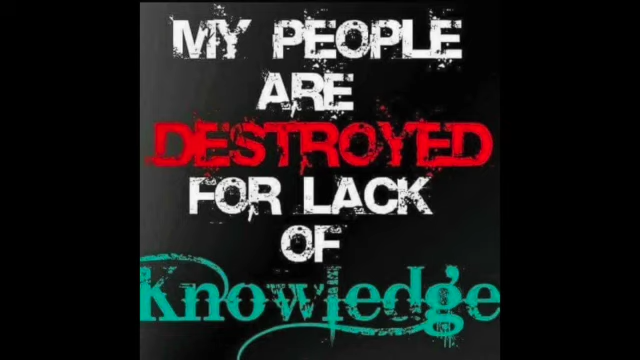 MY PEOPLE
ARE
DESTROYED
FOR LACK
OF
Knowledge